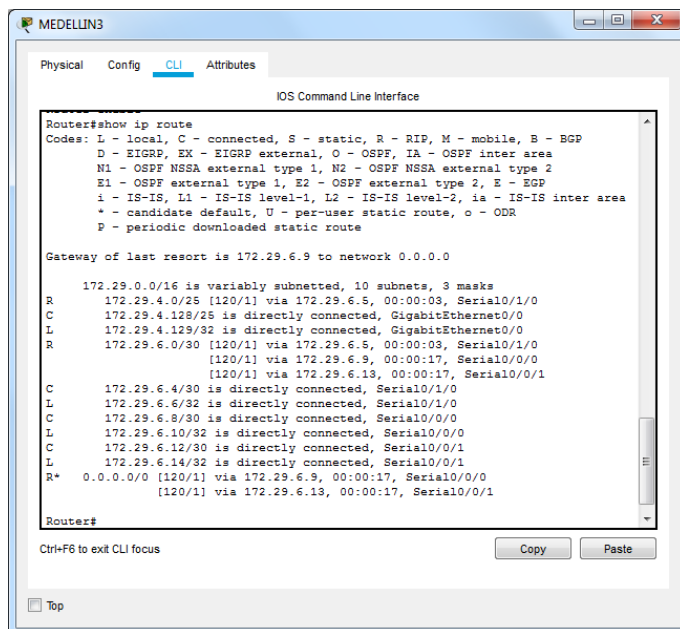 MEDELLIN3
Physical Config CLI Attributes
IOS Command Line Interface
Router#show ip route
Codes: L - local, C - connected, S - static, R - RIP, M - mobile, B - BGP
D - EIGRP, EX - EIGRP external, O - OSPF, IA - OSPF inter area
N1 - OSPF NSSA external type 1, N2 - OSPF NSSA external type 2
E1 - OSPF external type 1, E2 - OSPF external type 2, E - EGP
i - IS-IS, L1 - IS-IS level-1, L2 - IS-IS level-2, ia - IS-IS inter area
* - candidate default, U - per-user static route, o - ODR
P - periodic downloaded static route
Gateway of last resort is 172.29.6.9 to network 0.0.0.0
172.29.0.0/16 is variably subnetted, 10 subnets, 3 masks
R 172.29.4.0/25 [120/1] via 172.29.6.5, 00:00:03, Serial0/1/0
C 172.29.4.128/25 is directly connected, GigabitEthernet0/0
L 172.29.4.129/32 is directly connected, GigabitEthernet0/0
R 172.29.6.0/30 [120/1] via 172.29.6.5, 00:00:03, Serial0/1/0
[120/1] via 172.29.6.9, 00:00:17, Serial0/0/0
[120/1] via 172.29.6.13, 00:00:17, Serial0/0/1
C 172.29.6.4/30 is directly connected, Serial0/1/0
L 172.29.6.6/32 is directly connected, Serial0/1/0
C 172.29.6.8/30 is directly connected, Serial0/0/0
L 172.29.6.10/32 is directly connected, Serial0/0/0
C 172.29.6.12/30 is directly connected, Serial0/0/1
L 172.29.6.14/32 is directly connected, Serial0/0/1
R* 0.0.0.0/0 [120/1] via 172.29.6.9, 00:00:17, Serial0/0/0
[120/1] via 172.29.6.13, 00:00:17, Serial0/0/1
Router#
Ctrl+F6 to exit CLI focus
Copy Paste
Top